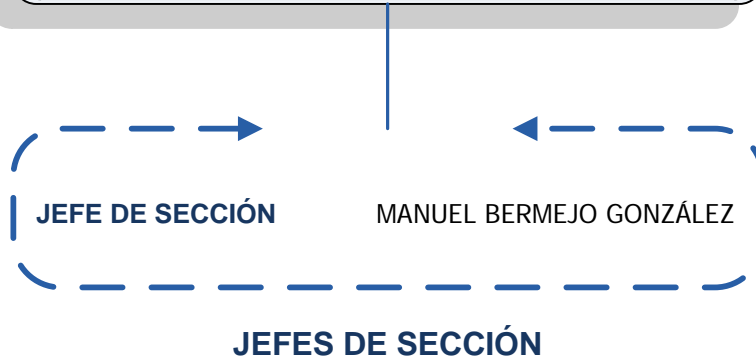 JEFE DE SECCIÓN MANUEL BERMEJO GONZÁLEZ
JEFES DE SECCIÓN